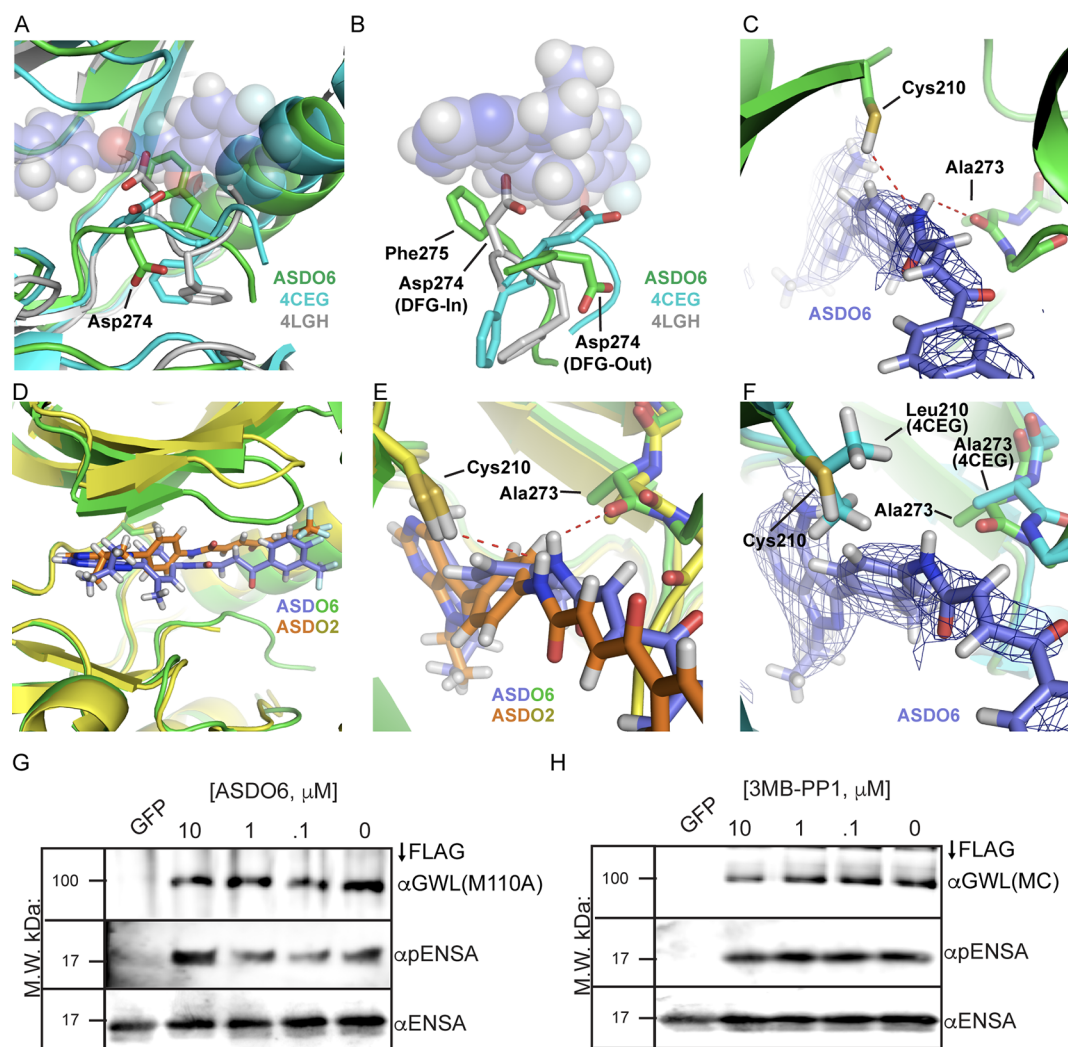 A
Asp274
ASDO6
4CEG
4LGH
B
Phe275
Asp274
(DFG-In)
Asp274
(DFG-Out)
ASDO6
4CEG
4LGH
C
Cys210
Ala273
ASDO6
D
ASDO6
ASDO2
E
Cys210
Ala273
ASDO6
ASDO2
F
Leu210
(4CEG)
Ala273
(4CEG)
Ala273
Cys210
ASDO6
G
[ASDO6, μM]
GFP 10 1 .1 0
↓FLAG
M.W. kDa:
100 αGWL(M110A)
17 αpENSA
17 αENSA
H
[3MB-PP1, μM]
GFP 10 1 .1 0
↓FLAG
M.W. kDa:
100 αGWL(MC)
17 αpENSA
17 αENSA